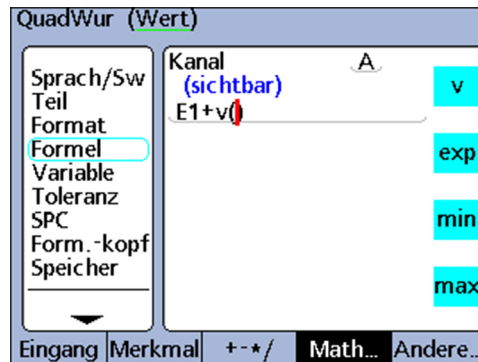 QuadWur (Wert)
Sprach/Sw
Teil
Format
Formel
Variable
Toleranz
SPC
Form.-kopf
Speicher
Kanal A
(sichtbar)
E1+v()
v
exp
min
max
Eingang Merkmal +-*/ Math... Andere..